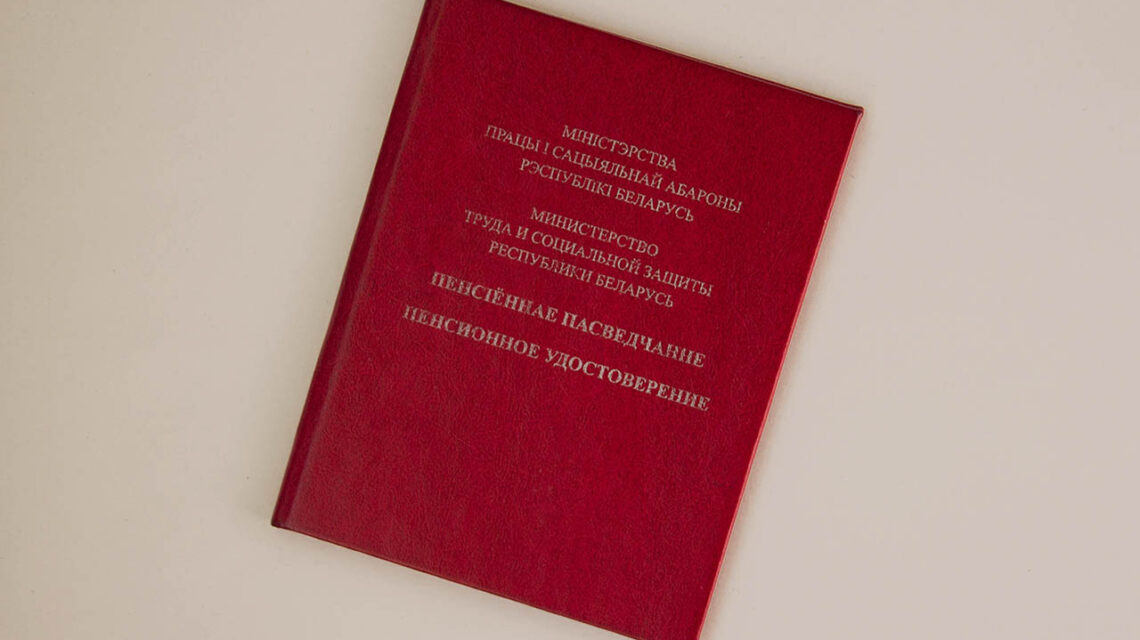 МІНІСТЭРСТВА
ПРАЦЫ І САЦЫЯЛЬНАЙ АБАРОНЫ
РЭСПУБЛІКІ БЕЛАРУСЬ
МИНИСТЕРСТВО
ТРУДА И СОЦИАЛЬНОЙ ЗАЩИТЫ
РЕСПУБЛИКИ БЕЛАРУСЬ
ПЕНСІЁННАЕ ПАСВЕДЧАННЕ
ПЕНСИОННОЕ УДОСТОВЕРЕНИЕ